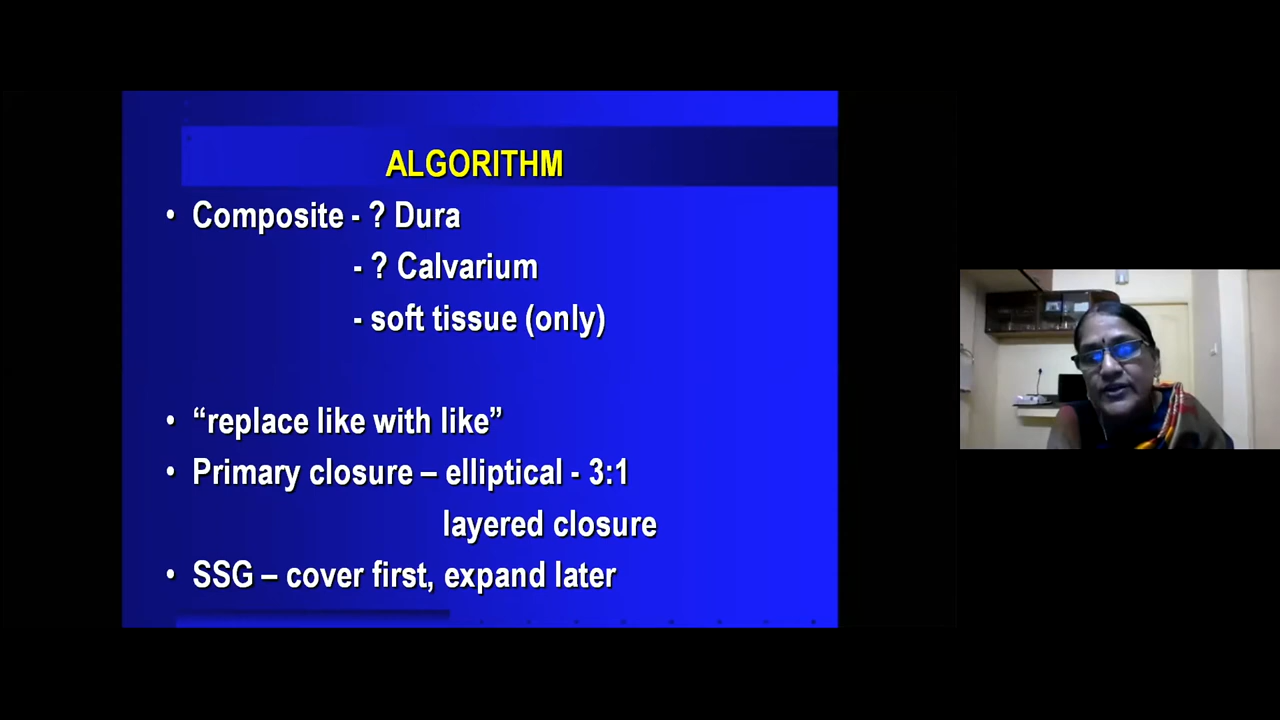 ALGORITHM
• Composite - ? Dura
- ? Calvarium
- soft tissue (only)
• “replace like with like”
• Primary closure – elliptical - 3:1
layered closure
• SSG – cover first, expand later